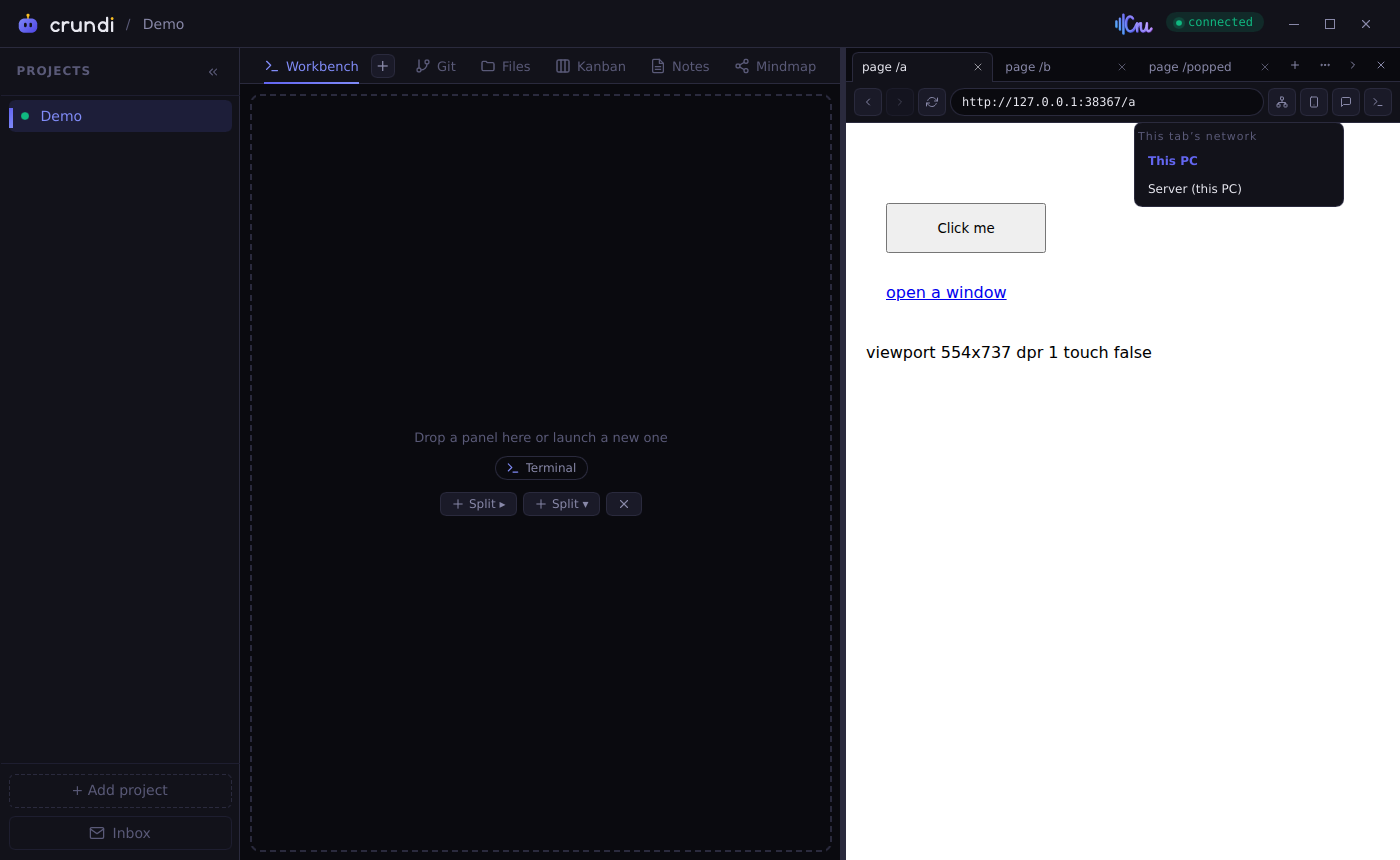 crundi / Demo
Cru
connected
PROJECTS
Demo
+ Add project
Inbox
Workbench
Git
Files
Kanban
Notes
Mindmap
Drop a panel here or launch a new one
Terminal
Split ▸
Split ▾
page /a
page /b
page /popped
http://127.0.0.1:38367/a
This tab's network
This PC
Server (this PC)
Click me
open a window
viewport 554x737 dpr 1 touch false